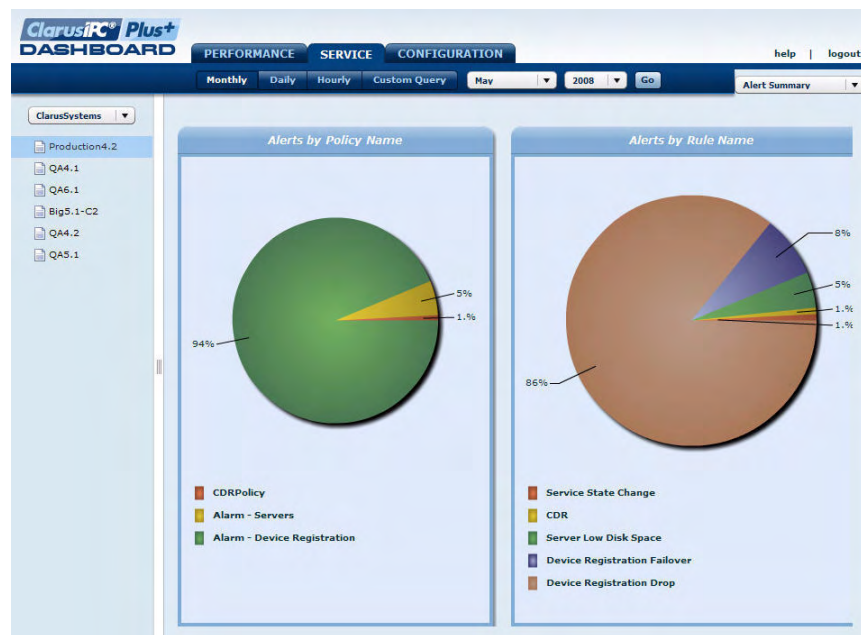 ClarusIPC® Plus+
DASHBOARD
PERFORMANCE SERVICE CONFIGURATION
help | logout
Monthly Daily Hourly Custom Query May 2008 Go
Alert Summary
ClarusSystems
Production4.2
QA4.1
QA6.1
Big5.1-C2
QA4.2
QA5.1
Alerts by Policy Name
94%
5%
1.%
CDRPolicy
Alarm - Servers
Alarm - Device Registration
Alerts by Rule Name
8%
5%
1.%
1.%
86%
Service State Change
CDR
Server Low Disk Space
Device Registration Failover
Device Registration Drop